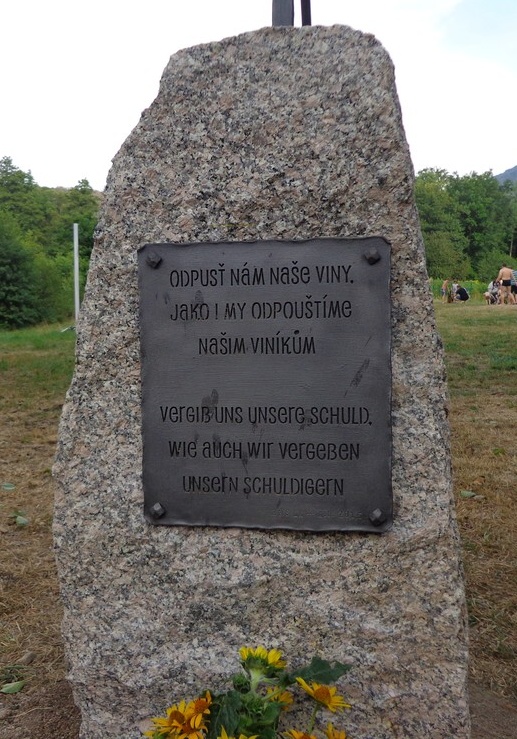 ODPUSŤ NÁM NAŠE VINY.
JAKO I MY ODPOUŠTÍME
NAŠIM VINÍKŮM
VERGIB UNS UNSERE SCHULD,
WIE AUCH WIR VERGEBEN
UNSERN SCHULDIGERN